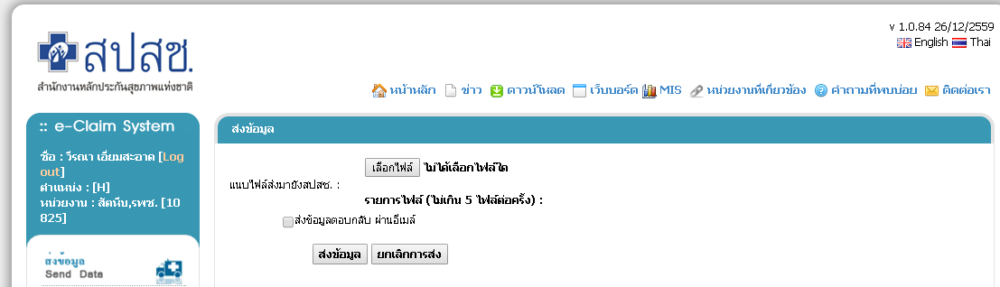 v 1.0.84 26/12/2559
English Thai
สปสช.
สำนักงานหลักประกันสุขภาพแห่งชาติ
หน้าหลัก ข่าว ดาวน์โหลด เว็บบอร์ด MIS หน่วยงานที่เกี่ยวข้อง คำถามที่พบบ่อย ติดต่อเรา
:: e-Claim System
ส่งข้อมูล
ชื่อ : วีรณา เอี่ยมสะอาด [Log
out]
ตำแหน่ง : [H]
หน่วยงาน : สัตหีบ,รพช. [10
825]
เลือกไฟล์ ไม่ได้เลือกไฟล์ใด
แนบไฟล์ส่งมายังสปสช. :
รายการไฟล์ (ไม่เกิน 5 ไฟล์ต่อครั้ง) :
ส่งข้อมูลตอบกลับ ผ่านอีเมล์
ส่งข้อมูล ยกเลิกการส่ง
ส่งข้อมูล
Send Data